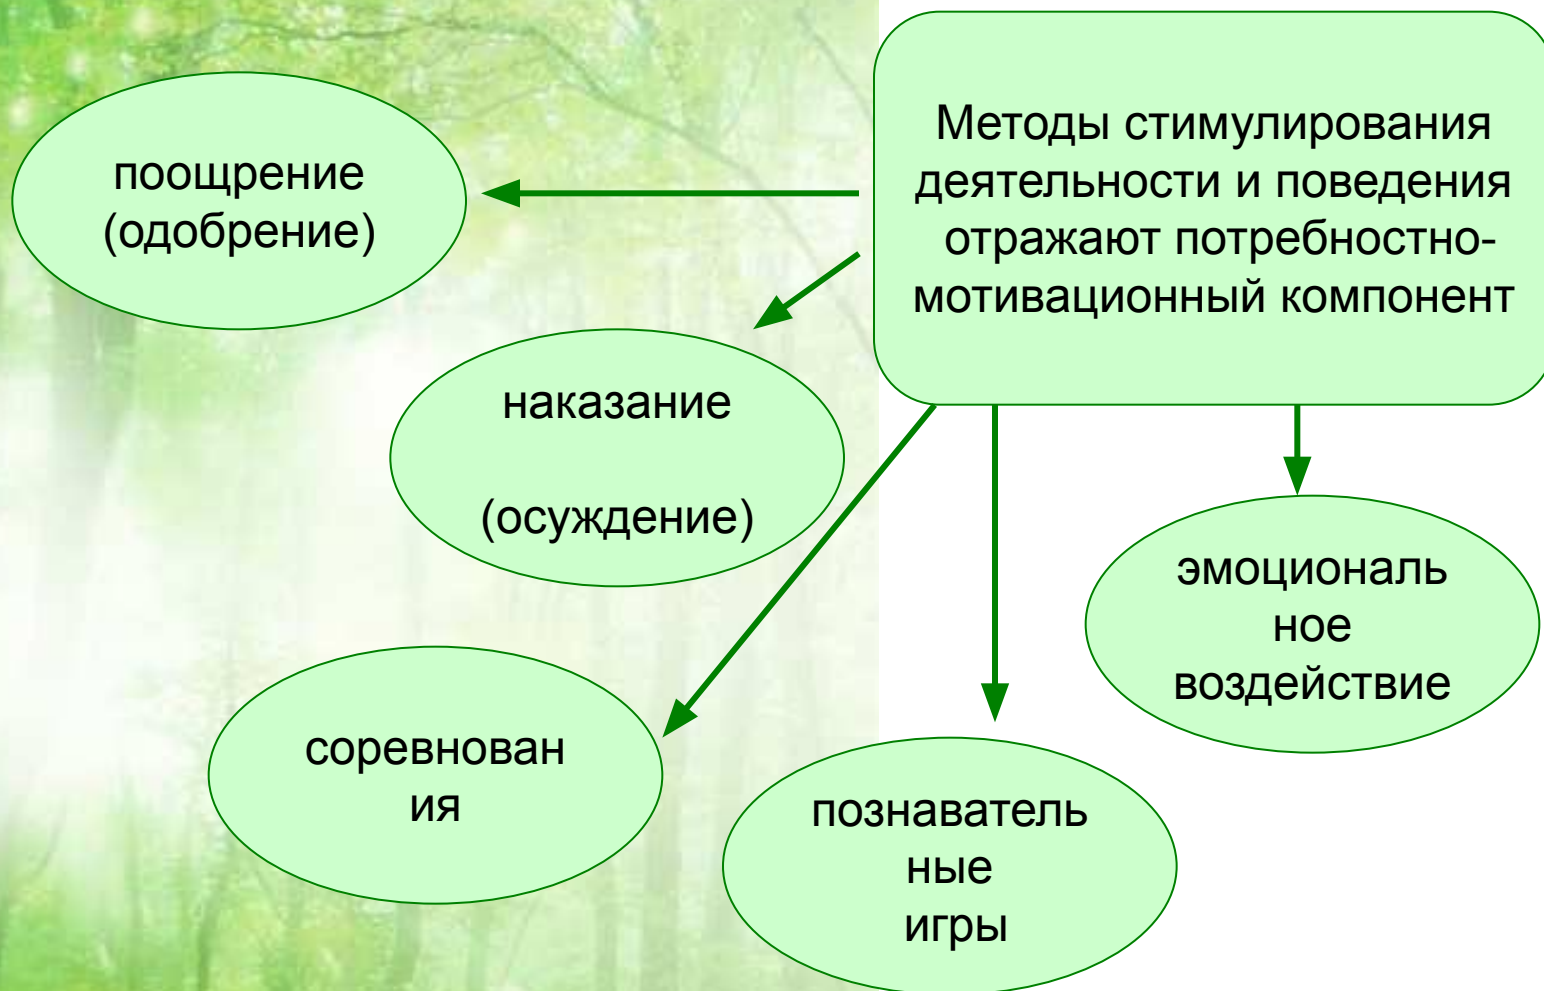 Методы стимулирования
деятельности и поведения
отражают потребностно-
мотивационный компонент
поощрение
(одобрение)
наказание
(осуждение)
соревнован
ия
познаватель
ные
игры
эмоциональ
ное
воздействие